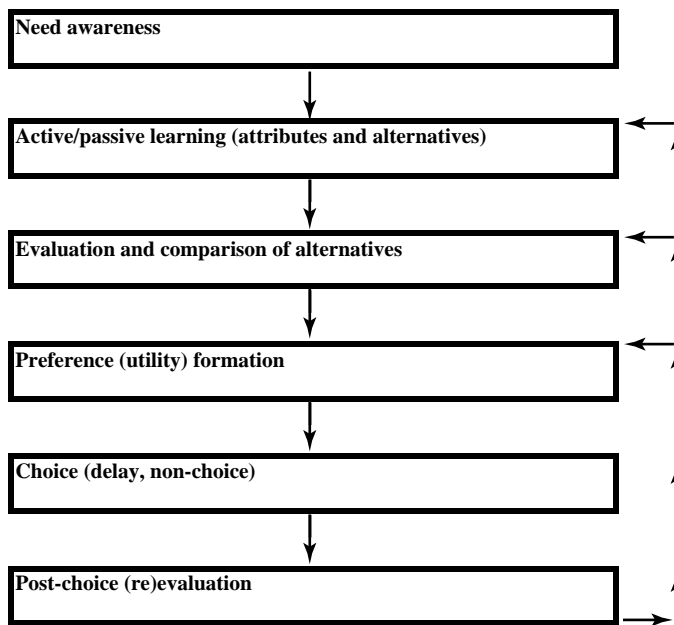 Need awareness
Active/passive learning (attributes and alternatives)
Evaluation and comparison of alternatives
Preference (utility) formation
Choice (delay, non-choice)
Post-choice (re)evaluation